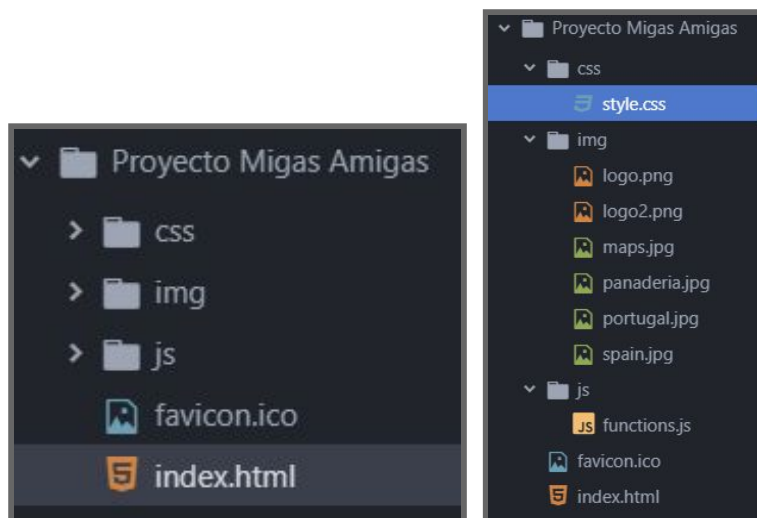 Proyecto Migas Amigas
css
img
js
favicon.ico
index.html
Proyecto Migas Amigas
css
style.css
img
logo.png
logo2.png
maps.jpg
panaderia.jpg
portugal.jpg
spain.jpg
js
JS functions.js
favicon.ico
index.html